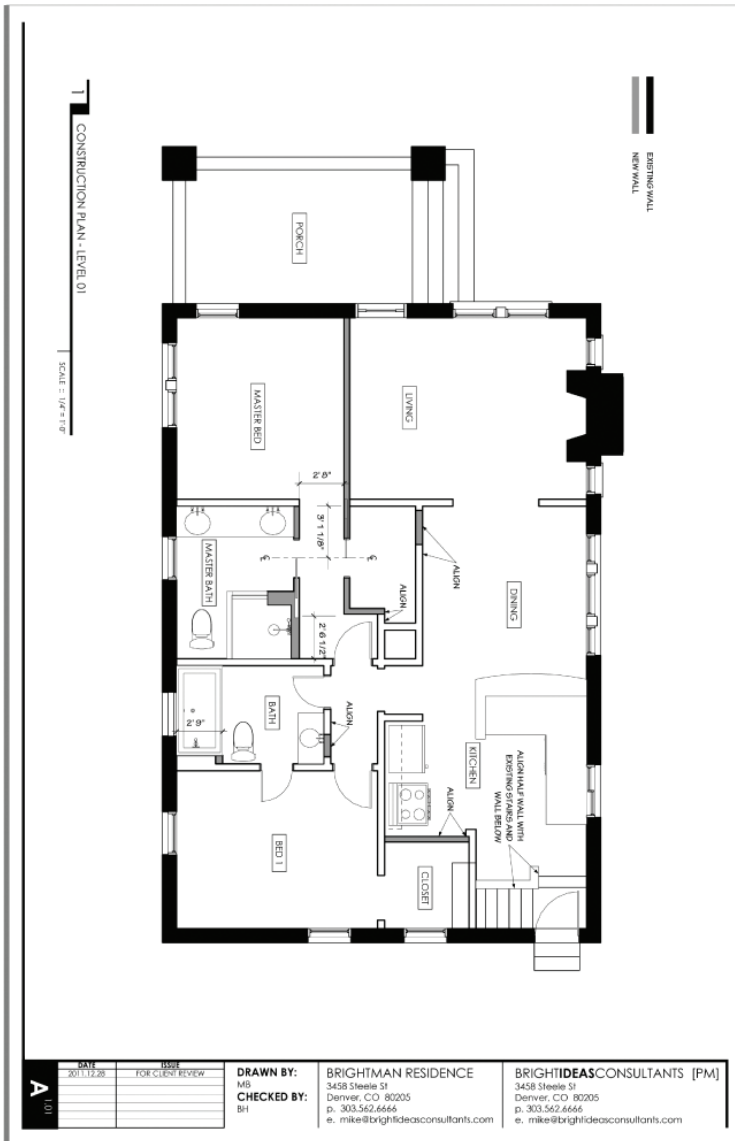 EXISTING WALL
NEW WALL
1
CONSTRUCTION PLAN - LEVEL 01
SCALE :: 1/4" = 1'-0"
PORCH
MASTER BED
LIVING
2' 8"
3' 1 1/8"
MASTER BATH
ALIGN
ALIGN
DINING
2' 6 1/2"
BATH
2' 9"
ALIGN
KITCHEN
ALIGN HALF WALL WITH
EXISTING STAIRS AND
WALL BELOW
ALIGN
BED 1
CLOSET
A 1.01
DATE
ISSUE
2011.12.28
FOR CLIENT REVIEW
DRAWN BY:
MB
CHECKED BY:
BH
BRIGHTMAN RESIDENCE
3458 Steele St
Denver, CO 80205
p. 303.562.6666
e. mike@brightideasconsultants.com
BRIGHTIDEASCONSULTANTS [PM]
3458 Steele St
Denver, CO 80205
p. 303.562.6666
e. mike@brightideasconsultants.com